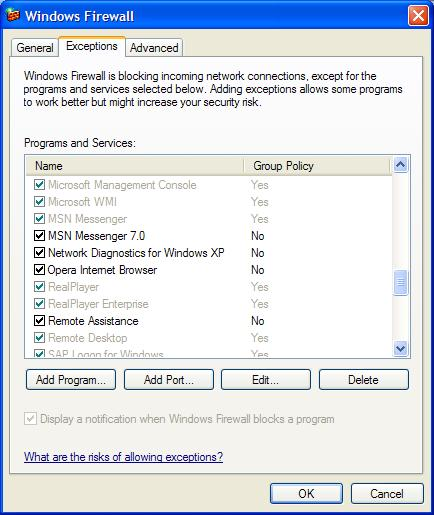 Windows Firewall
General Exceptions Advanced
Windows Firewall is blocking incoming network connections, except for the
programs and services selected below. Adding exceptions allows some programs
to work better but might increase your security risk.
Programs and Services:
Name Group Policy
Microsoft Management Console Yes
Microsoft WMI Yes
MSN Messenger Yes
MSN Messenger 7.0 No
Network Diagnostics for Windows XP No
Opera Internet Browser No
RealPlayer Yes
RealPlayer Enterprise Yes
Remote Assistance No
Remote Desktop Yes
SAP Logon for Windows Yes
Add Program... Add Port... Edit... Delete
Display a notification when Windows Firewall blocks a program
What are the risks of allowing exceptions?
OK Cancel